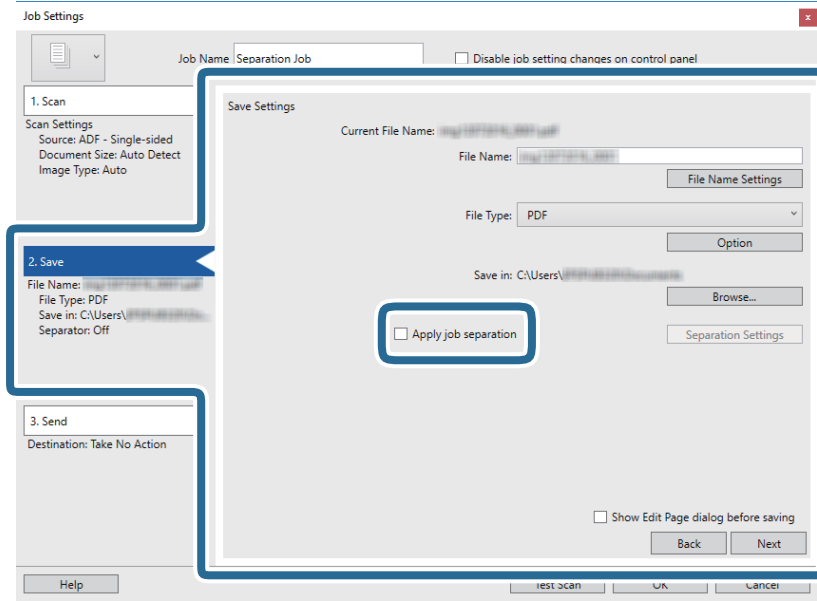 Job Settings
Job Name Separation Job
Disable job setting changes on control panel
1. Scan
Scan Settings
Source: ADF - Single-sided
Document Size: Auto Detect
Image Type: Auto
2. Save
File Name:
File Type: PDF
Save in: C:\Users\
Separator: Off
3. Send
Destination: Take No Action
Save Settings
Current File Name:
File Name:
File Name Settings
File Type: PDF
Option
Save in: C:\Users\
Browse...
Apply job separation
Separation Settings
Show Edit Page dialog before saving
Back Next
Help Test Scan OK Cancel